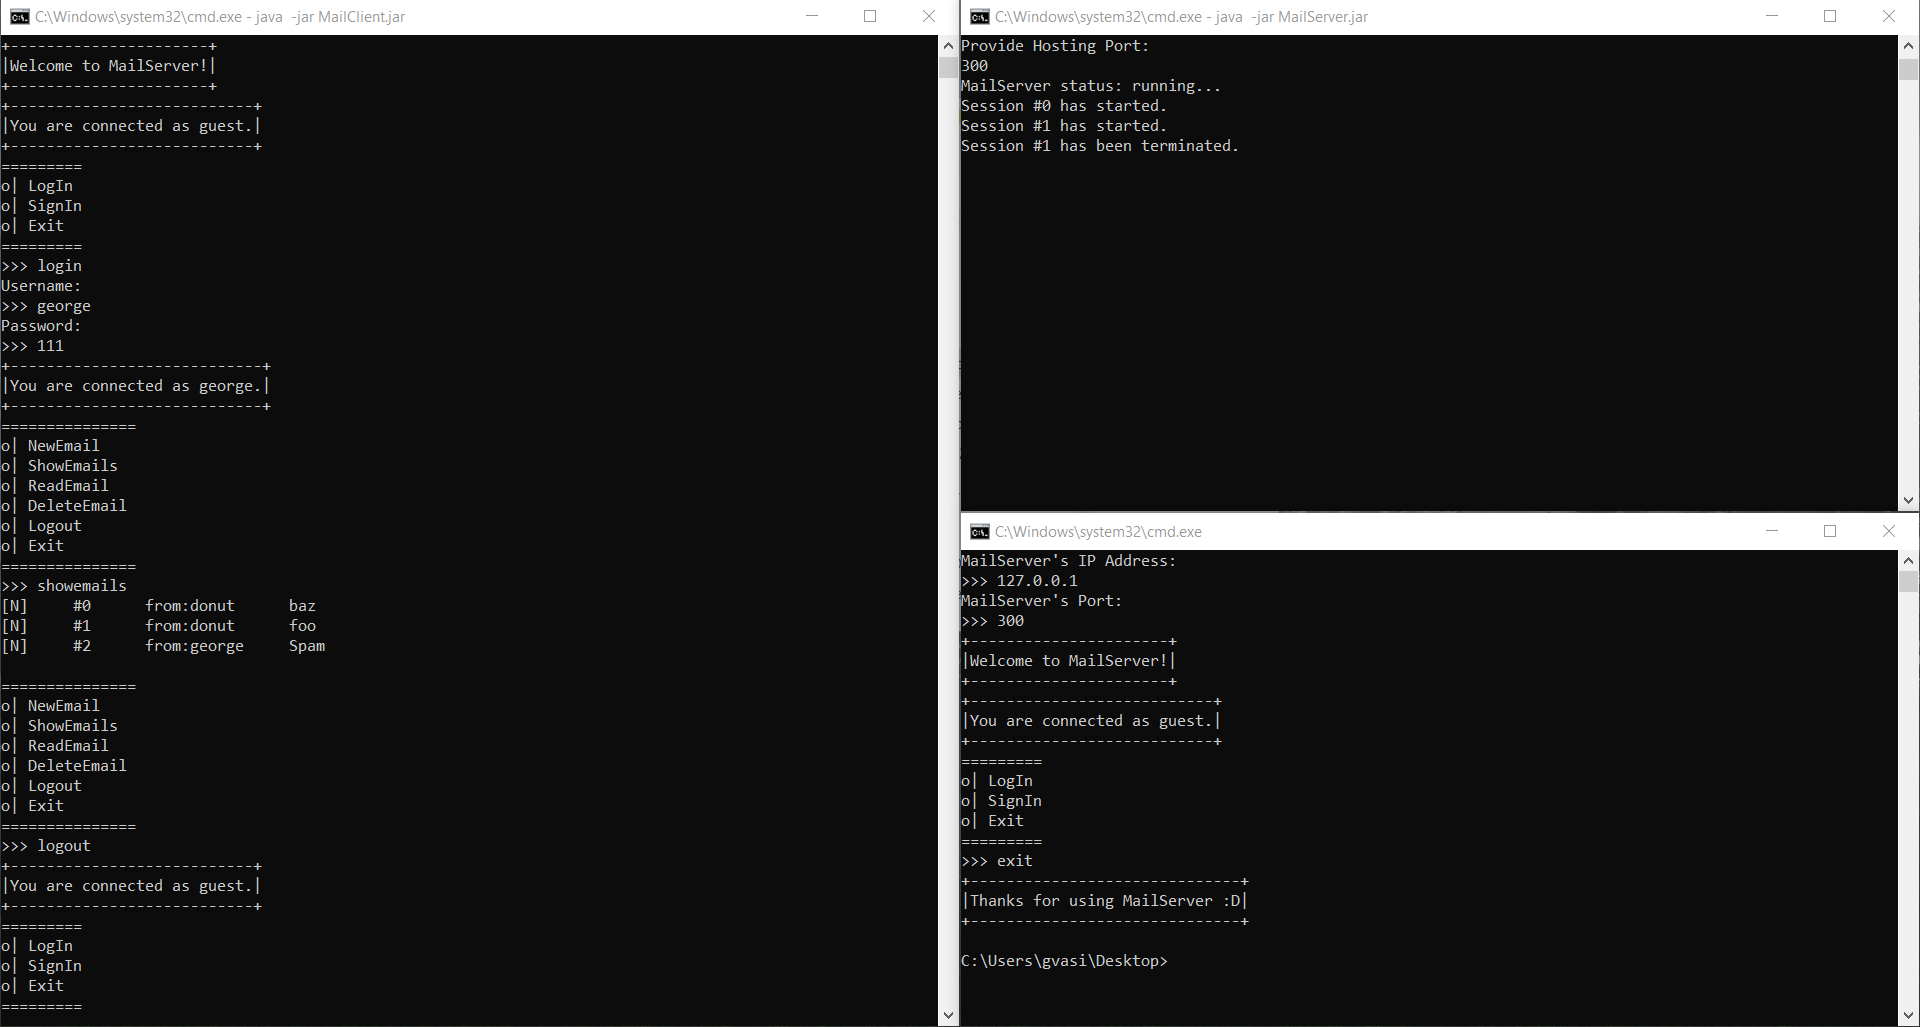 C:\Windows\system32\cmd.exe - java  -jar MailClient.jar
+----------------------+
|Welcome to MailServer!|
+----------------------+
+---------------------------+
|You are connected as guest.|
+---------------------------+
=========
o| LogIn
o| SignIn
o| Exit
=========
>>> login
Username:
>>> george
Password:
>>> 111
+----------------------------+
|You are connected as george.|
+----------------------------+
===============
o| NewEmail
o| ShowEmails
o| ReadEmail
o| DeleteEmail
o| Logout
o| Exit
===============
>>> showemails
[N]     #0      from:donut      baz
[N]     #1      from:donut      foo
[N]     #2      from:george     Spam
===============
o| NewEmail
o| ShowEmails
o| ReadEmail
o| DeleteEmail
o| Logout
o| Exit
===============
>>> logout
+---------------------------+
|You are connected as guest.|
+---------------------------+
=========
o| LogIn
o| SignIn
o| Exit
=========
C:\Windows\system32\cmd.exe - java  -jar MailServer.jar
Provide Hosting Port:
300
MailServer status: running...
Session #0 has started.
Session #1 has started.
Session #1 has been terminated.
C:\Windows\system32\cmd.exe
MailServer's IP Address:
>>> 127.0.0.1
MailServer's Port:
>>> 300
+----------------------+
|Welcome to MailServer!|
+----------------------+
+---------------------------+
|You are connected as guest.|
+---------------------------+
=========
o| LogIn
o| SignIn
o| Exit
=========
>>> exit
+------------------------------+
|Thanks for using MailServer :D|
+------------------------------+
C:\Users\gvasi\Desktop>